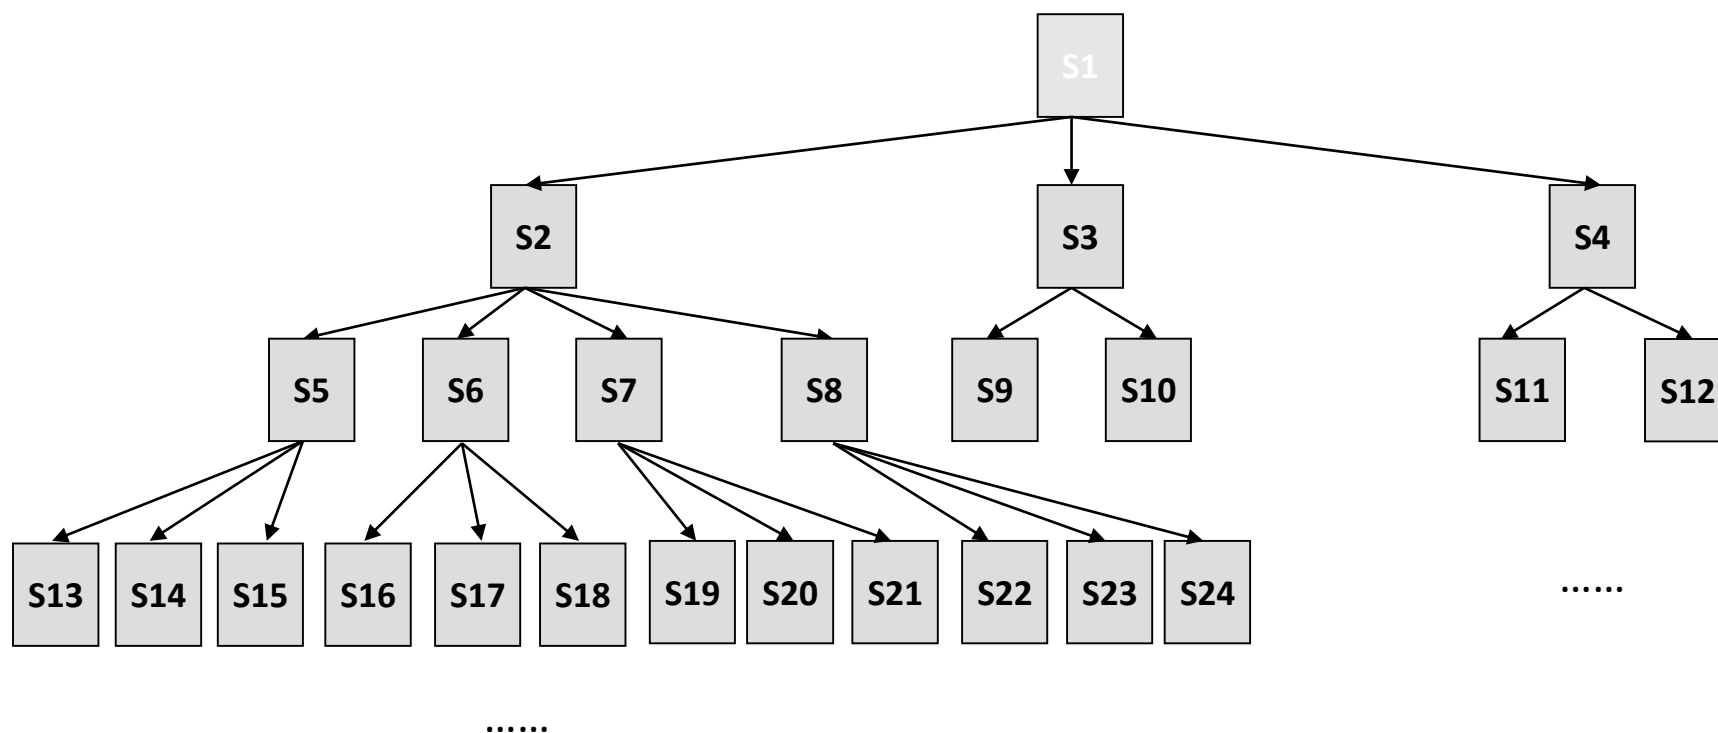 S1
S2
S3
S4
S5
S6
S7
S8
S9
S10
S11
S12
S13
S14
S15
S16
S17
S18
S19
S20
S21
S22
S23
S24
......
......